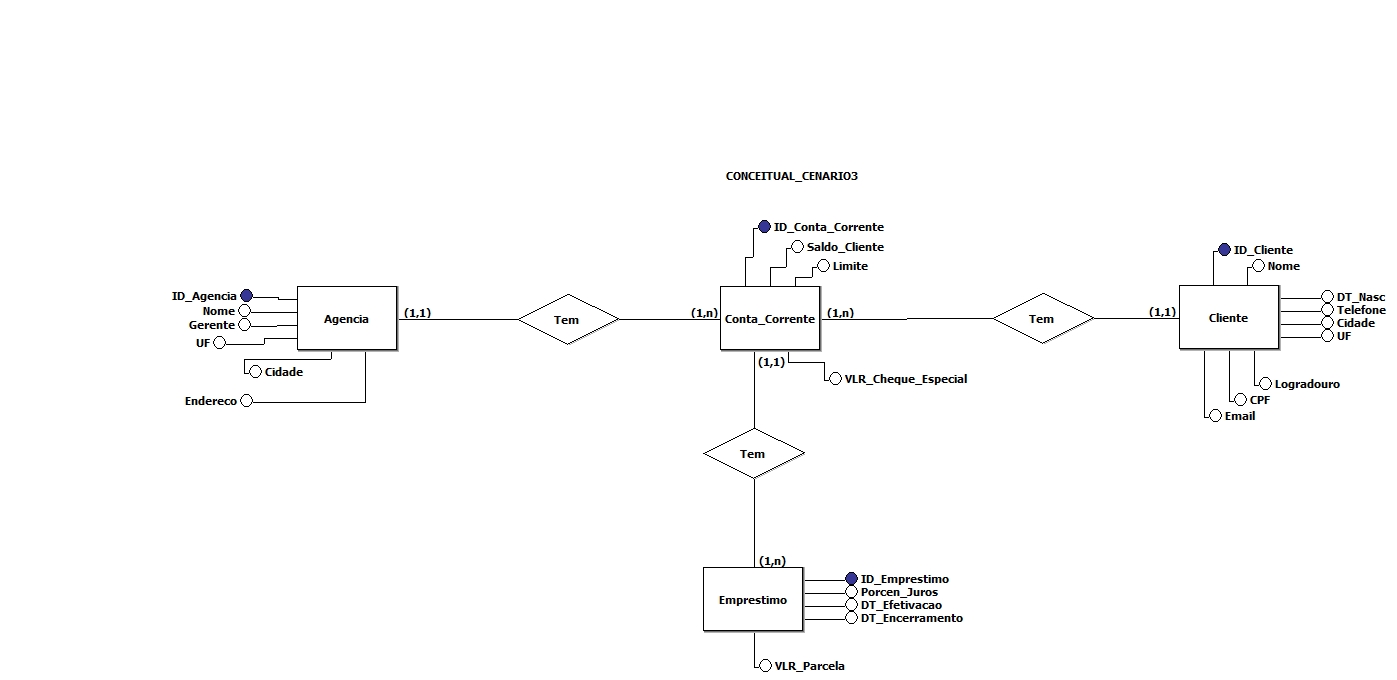 CONCEITUAL_CENARIO3
ID_Conta_Corrente
Saldo_Cliente
Limite
ID_Cliente
Nome
ID_Agencia
Nome
Gerente
UF
Cidade
Endereco
Agencia
(1,1)
Tem
(1,n)
Conta_Corrente
(1,n)
Tem
(1,1)
Cliente
DT_Nasc
Telefone
Cidade
UF
(1,1)
VLR_Cheque_Especial
Logradouro
CPF
Email
Tem
(1,n)
Emprestimo
ID_Emprestimo
Porcen_Juros
DT_Efetivacao
DT_Encerramento
VLR_Parcela